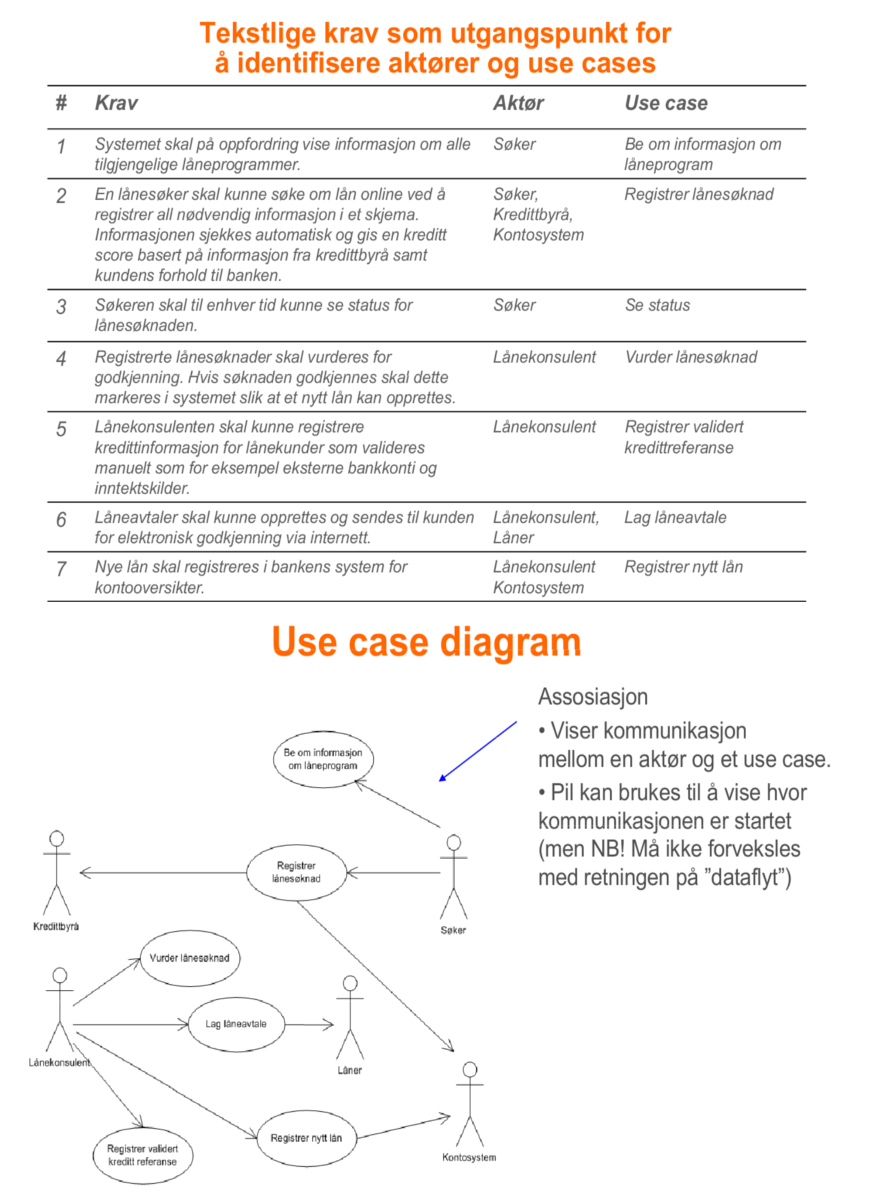 Tekstlige krav som utgangspunkt for
å identifisere aktører og use cases
# Krav Aktør Use case
1 Systemet skal på oppfordring vise informasjon om alle Søker Be om informasjon om
tilgjengelige låneprogrammer. låneprogram
2 En lånesøker skal kunne søke om lån online ved å Søker, Registrer lånesøknad
registrer all nødvendig informasjon i et skjema. Kredittbyrå,
Informasjonen sjekkes automatisk og gis en kreditt Kontosystem
score basert på informasjon fra kredittbyrå samt
kundens forhold til banken.
3 Søkeren skal til enhver tid kunne se status for Søker Se status
lånesøknaden.
4 Registrerte lånesøknader skal vurderes for Lånekonsulent Vurder lånesøknad
godkjenning. Hvis søknaden godkjennes skal dette
markeres i systemet slik at et nytt lån kan opprettes.
5 Lånekonsulenten skal kunne registrere Lånekonsulent Registrer validert
kredittinformasjon for lånekunder som valideres kredittreferanse
manuelt som for eksempel eksterne bankkonti og
inntektskilder.
6 Låneavtaler skal kunne opprettes og sendes til kunden Lånekonsulent, Lag låneavtale
for elektronisk godkjenning via internett. Låner
7 Nye lån skal registreres i bankens system for Lånekonsulent Registrer nytt lån
kontooversikter. Kontosystem
Use case diagram
Assosiasjon
• Viser kommunikasjon
mellom en aktør og et use case.
• Pil kan brukes til å vise hvor
kommunikasjonen er startet
(men NB! Må ikke forveksles
med retningen på ”dataflyt”)
Be om informasjon
om låneprogram
Registrer
lånesøknad
Kredittbyrå
Søker
Vurder lånesøknad
Lag låneavtale
Lånekonsulent
Låner
Registrer nytt lån
Registrer validert
kreditt referanse
Kontosystem